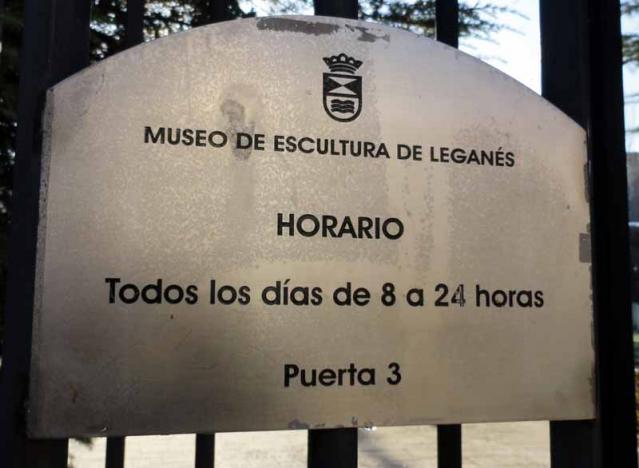 MUSEO DE ESCULTURA DE LEGANÉS
HORARIO
Todos los días de 8 a 24 horas
Puerta 3